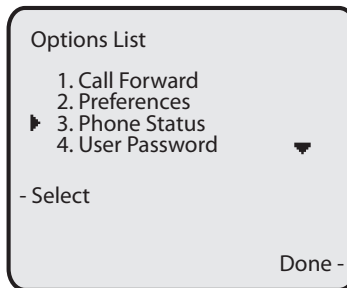 Options List
1. Call Forward
2. Preferences
3. Phone Status
4. User Password
- Select
Done -